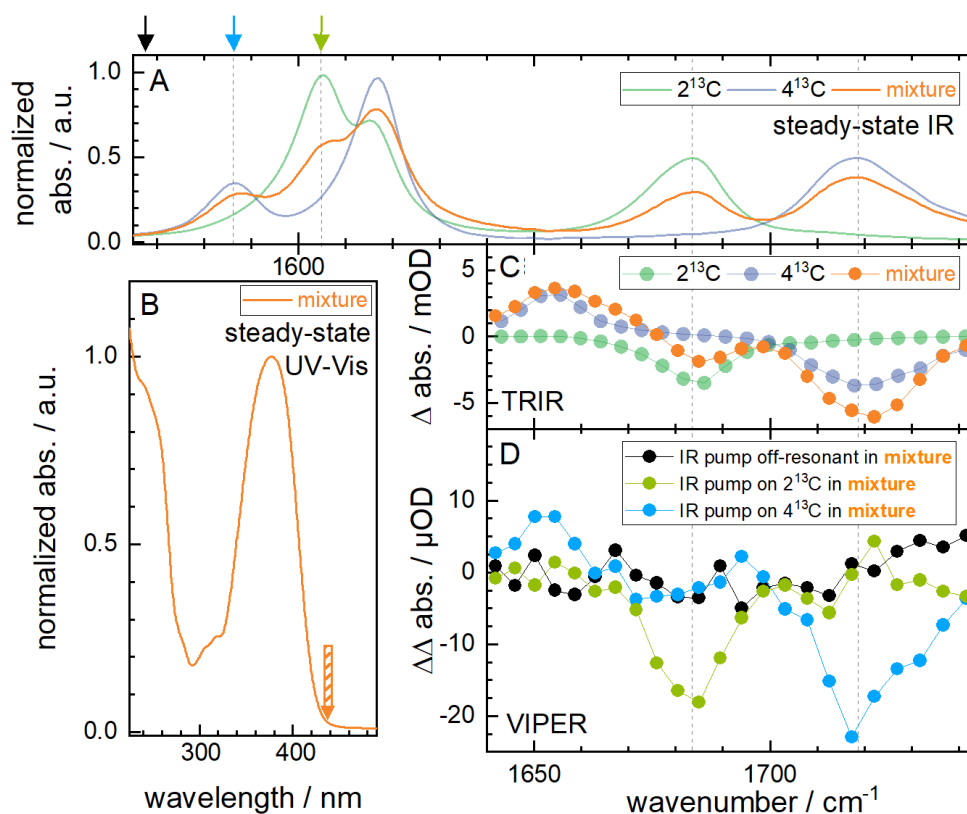 A
1.0
0.5
0.0
normalized
abs. / a.u.
2¹³C
4¹³C
mixture
steady-state IR
1600
B
mixture
steady-state
UV-Vis
1.0
0.5
0.0
normalized abs. / a.u.
300
400
wavelength / nm
C
2¹³C
4¹³C
mixture
5
0
-5
Δ abs. / mOD
TRIR
D
IR pump off-resonant in mixture
IR pump on 2¹³C in mixture
IR pump on 4¹³C in mixture
10
0
-10
-20
ΔΔ abs. / µOD
VIPER
1650
1700
wavenumber / cm⁻¹